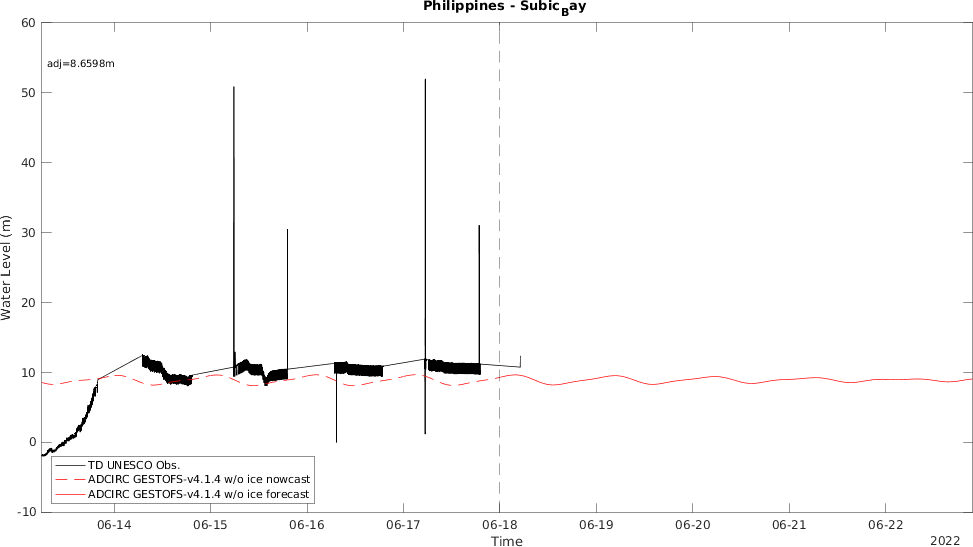 Philippines - Subic_Bay
60
adj=8.6598m
50
40
30
20
10
0
-10
Water Level (m)
TD UNESCO Obs.
ADCIRC GESTOFS-v4.1.4 w/o ice nowcast
ADCIRC GESTOFS-v4.1.4 w/o ice forecast
06-14 06-15 06-16 06-17 06-18 06-19 06-20 06-21 06-22
Time
2022